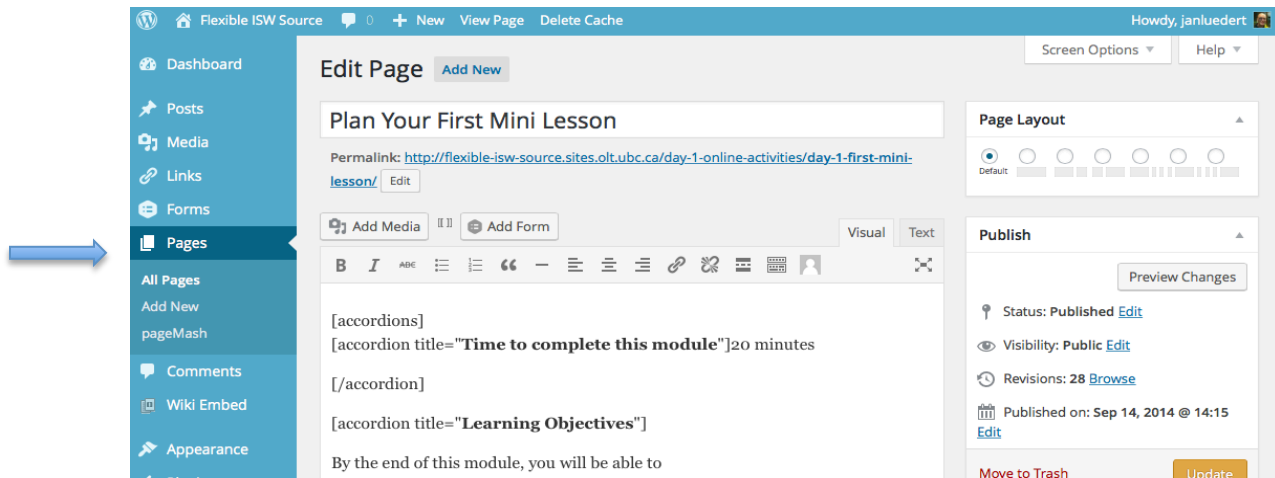 Flexible ISW Source 0 + New View Page Delete Cache Howdy, janluedert
Screen Options Help
Dashboard
Posts
Media
Links
Forms
Pages
All Pages
Add New
pageMash
Comments
Wiki Embed
Appearance
Edit Page Add New
Plan Your First Mini Lesson
Permalink: http://flexible-isw-source.sites.olt.ubc.ca/day-1-online-activities/day-1-first-mini-
lesson/ Edit
Add Media [[ ]] Add Form Visual Text
B I ABC
[accordions]
[accordion title="Time to complete this module"]20 minutes
[/accordion]
[accordion title="Learning Objectives"]
By the end of this module, you will be able to
Page Layout
Default
Publish
Preview Changes
Status: Published Edit
Visibility: Public Edit
Revisions: 28 Browse
Published on: Sep 14, 2014 @ 14:15
Edit
Move to Trash Update